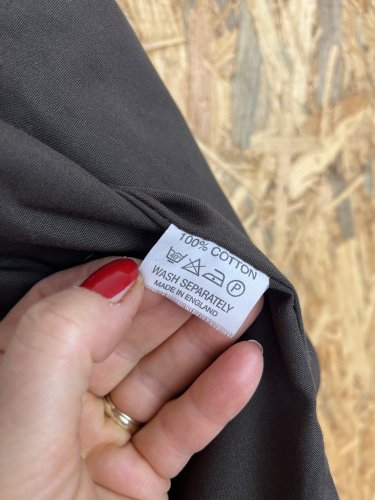 100% COTTON
P
WASH SEPARATELY
MADE IN ENGLAND